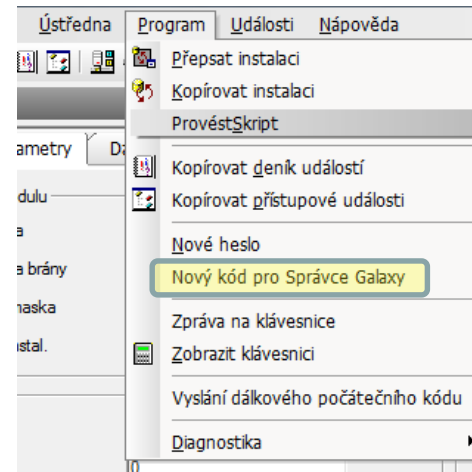 Ústředna Program Události Nápověda
Přepsat instalaci
Kopírovat instalaci
ProvéstSkript
Kopírovat deník událostí
Kopírovat přístupové události
Nové heslo
Nový kód pro Správce Galaxy
Zpráva na klávesnice
Zobrazit klávesnici
Vyslání dálkového počátečního kódu
Diagnostika
ametry
dulu
a
a brány
naska
stal.